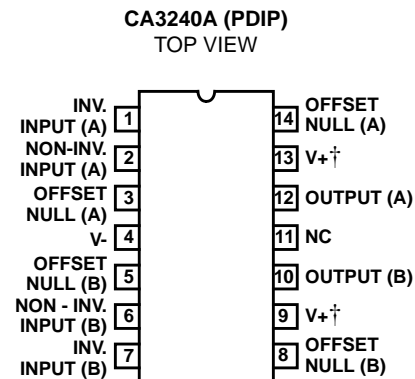 CA3240A (PDIP)
TOP VIEW
INV.
INPUT (A)
1
NON-INV.
INPUT (A)
2
OFFSET
NULL (A)
3
V- 4
OFFSET
NULL (B)
5
NON - INV.
INPUT (B)
6
INV.
INPUT (B)
7
14 OFFSET
NULL (A)
13 V+†
12 OUTPUT (A)
11 NC
10 OUTPUT (B)
9 V+†
8 OFFSET
NULL (B)